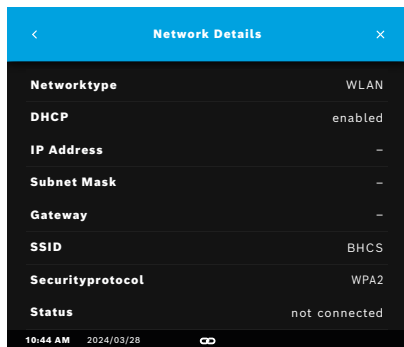 Network Details
Networktype WLAN
DHCP enabled
IP Address –
Subnet Mask –
Gateway –
SSID BHCS
Securityprotocol WPA2
Status not connected
10:44 AM 2024/03/28